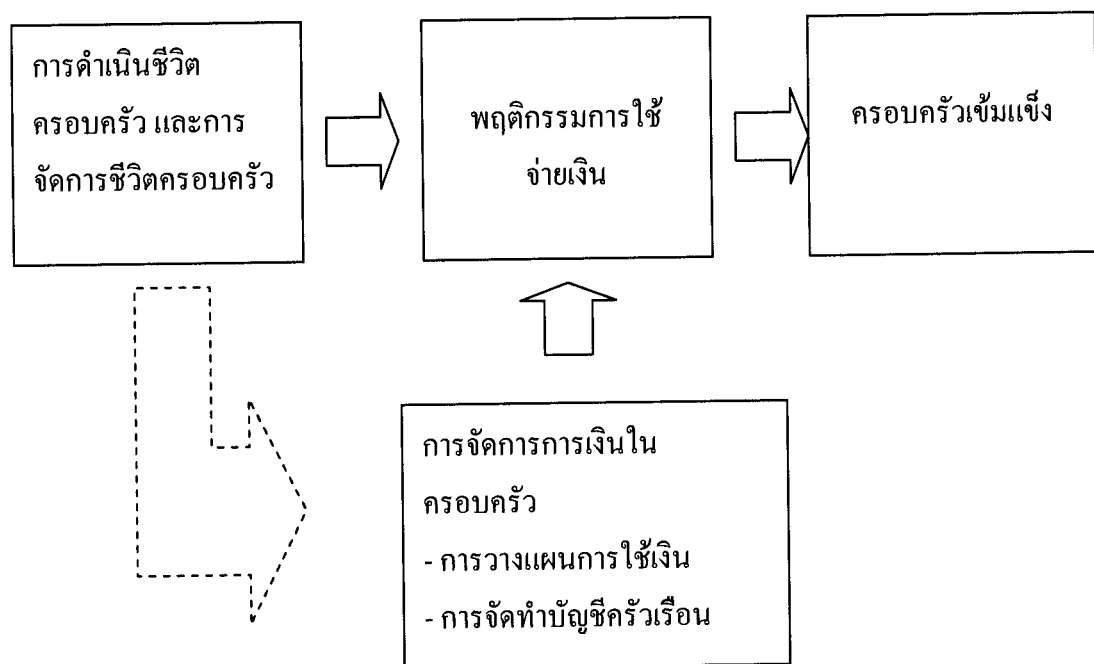 การดำเนินชีวิต
ครอบครัว และการ
จัดการชีวิตครอบครัว
พฤติกรรมการใช้
จ่ายเงิน
ครอบครัวเข้มแข็ง
การจัดการการเงินใน
ครอบครัว
- การวางแผนการใช้เงิน
- การจัดทำบัญชีครัวเรือน